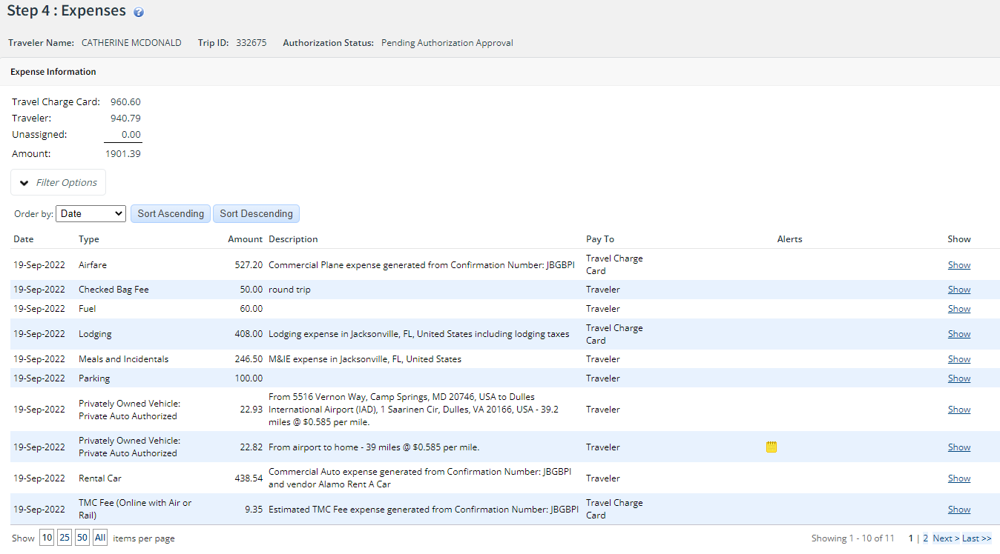 Step 4 : Expenses ?
Traveler Name: CATHERINE MCDONALD Trip ID: 332675 Authorization Status: Pending Authorization Approval
Expense Information
Travel Charge Card: 960.60
Traveler: 940.79
Unassigned: 0.00
Amount: 1901.39
Filter Options
Order by: Date Sort Ascending Sort Descending
Date Type Amount Description Pay To Alerts Show
19-Sep-2022 Airfare 527.20 Commercial Plane expense generated from Confirmation Number: JBGBPI Travel Charge
Card Show
19-Sep-2022 Checked Bag Fee 50.00 round trip Traveler Show
19-Sep-2022 Fuel 60.00 Traveler Show
19-Sep-2022 Lodging 408.00 Lodging expense in Jacksonville, FL, United States including lodging taxes Travel Charge
Card Show
19-Sep-2022 Meals and Incidentals 246.50 M&IE expense in Jacksonville, FL, United States Traveler Show
19-Sep-2022 Parking 100.00 Traveler Show
19-Sep-2022 Privately Owned Vehicle:
Private Auto Authorized 22.93 From 5516 Vernon Way, Camp Springs, MD 20746, USA to Dulles
International Airport (IAD), 1 Saarinen Cir, Dulles, VA 20166, USA - 39.2
miles @ $0.585 per mile. Traveler Show
19-Sep-2022 Privately Owned Vehicle:
Private Auto Authorized 22.82 From airport to home - 39 miles @ $0.585 per mile. Traveler Show
19-Sep-2022 Rental Car 438.54 Commercial Auto expense generated from Confirmation Number: JBGBPI
and vendor Alamo Rent A Car Traveler Show
19-Sep-2022 TMC Fee (Online with Air or
Rail) 9.35 Estimated TMC Fee expense generated from Confirmation Number: JBGBPI Travel Charge
Card Show
Show 10 25 50 All items per page Showing 1 - 10 of 11 1 | 2 Next > Last >>